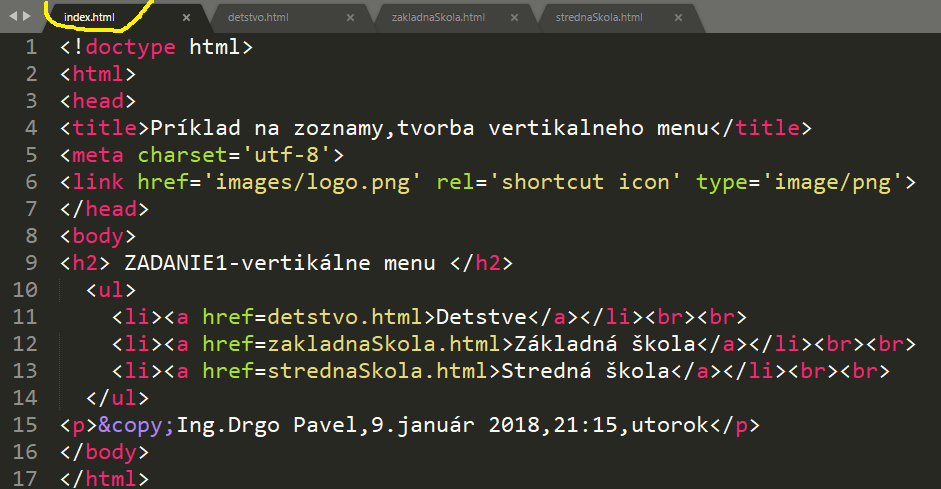 index.html × detstvo.html × zakladnaSkola.html × strednaSkola.html ×
1 <!doctype html>
2 <html>
3 <head>
4 <title>Príklad na zoznamy,tvorba vertikalneho menu</title>
5 <meta charset='utf-8'>
6 <link href='images/logo.png' rel='shortcut icon' type='image/png'>
7 </head>
8 <body>
9 <h2> ZADANIE1-vertikálne menu </h2>
10 <ul>
11 <li><a href=detstvo.html>Detstve</a></li><br><br>
12 <li><a href=zakladnaSkola.html>Základná škola</a></li><br><br>
13 <li><a href=strednaSkola.html>Stredná škola</a></li><br><br>
14 </ul>
15 <p>&copy;Ing.Drgo Pavel,9.január 2018,21:15,utorok</p>
16 </body>
17 </html>